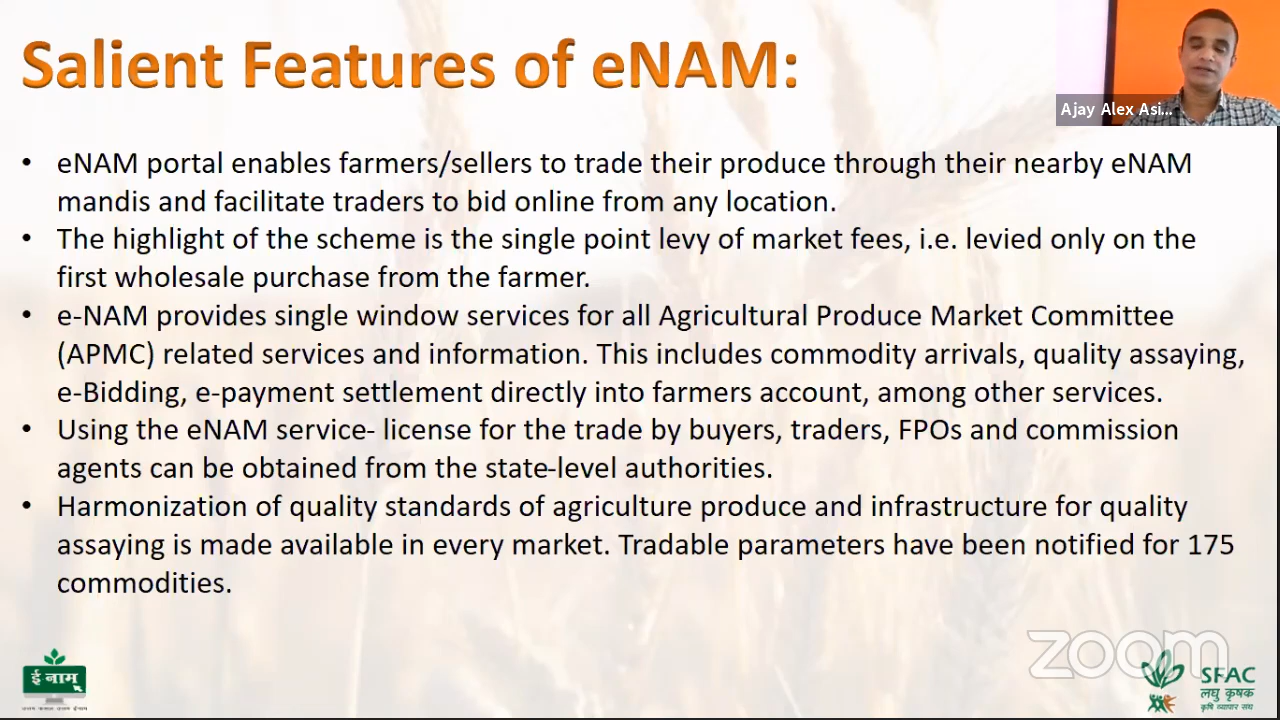 Salient Features of eNAM:
Ajay Alex Asi...
• eNAM portal enables farmers/sellers to trade their produce through their nearby eNAM
mandis and facilitate traders to bid online from any location.
• The highlight of the scheme is the single point levy of market fees, i.e. levied only on the
first wholesale purchase from the farmer.
• e-NAM provides single window services for all Agricultural Produce Market Committee
(APMC) related services and information. This includes commodity arrivals, quality assaying,
e-Bidding, e-payment settlement directly into farmers account, among other services.
• Using the eNAM service- license for the trade by buyers, traders, FPOs and commission
agents can be obtained from the state-level authorities.
• Harmonization of quality standards of agriculture produce and infrastructure for quality
assaying is made available in every market. Tradable parameters have been notified for 175
commodities.
zoom
ई-नाम
SFAC
लघु कृषक
कृषि व्यापार संघ